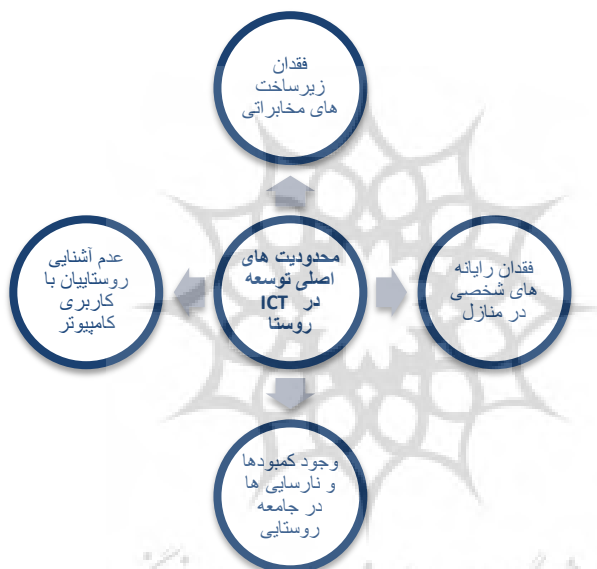 فقدان
زیرساخت
های مخابراتی
محدودیت های
اصلی توسعه
ICT در
روستا
فقدان رایانه
های شخصی
در منازل
عدم آشنایی
روستاییان با
کاربری
کامپیوتر
وجود کمبودها
و نارسایی ها
در جامعه
روستایی